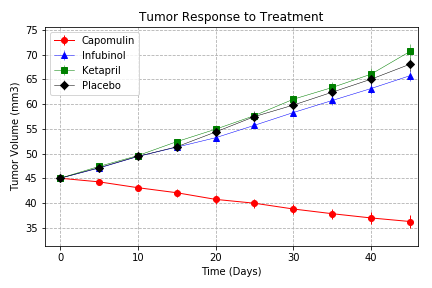 Tumor Response to Treatment
Capomulin
Infubinol
Ketapril
Placebo
Tumor Volume (mm3)
70
65
60
55
50
45
40
35
0
10
20
30
40
Time (Days)